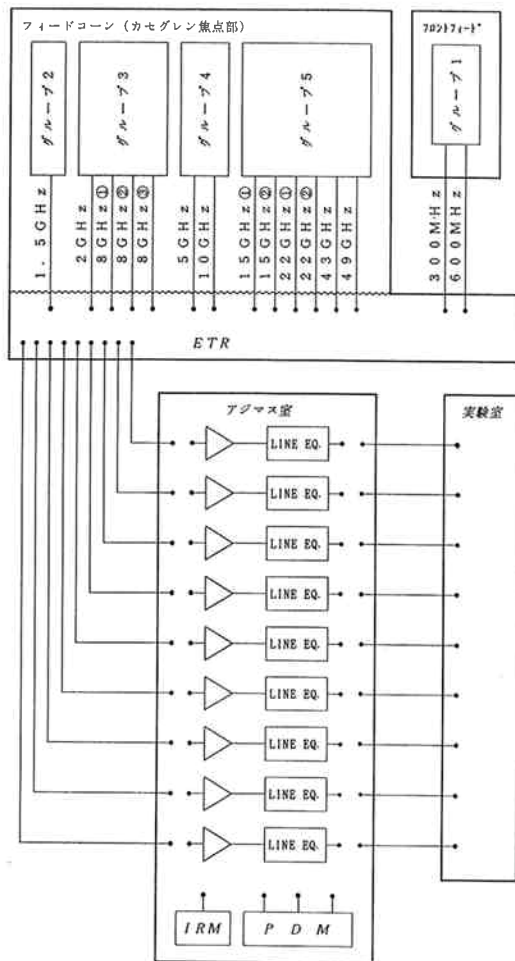 フィードコーン(カセグレン焦点部)
フロントフィード
グループ2
グループ3
グループ4
グループ5
グループ1
1.5GHz
2GHz
8GHz①
8GHz②
8GHz③
5GHz
10GHz
15GHz①
15GHz②
22GHz①
22GHz②
43GHz
49GHz
300MHz
600MHz
ETR
アジマス室
実験室
LINE EQ.
LINE EQ.
LINE EQ.
LINE EQ.
LINE EQ.
LINE EQ.
LINE EQ.
LINE EQ.
LINE EQ.
IRM
P D M